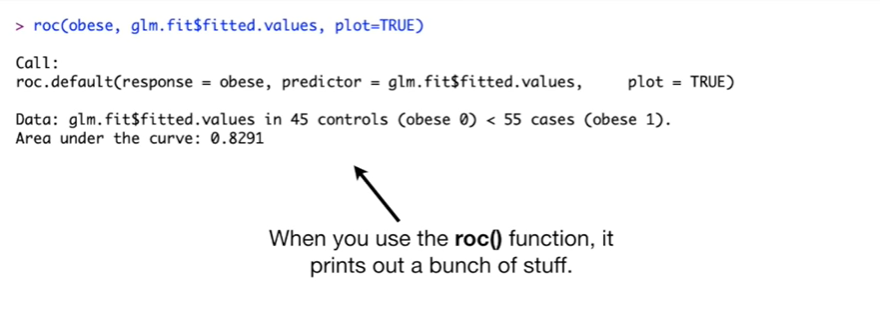 > roc(obese, glm.fit$fitted.values, plot=TRUE)
Call:
roc.default(response = obese, predictor = glm.fit$fitted.values,     plot = TRUE)
Data: glm.fit$fitted.values in 45 controls (obese 0) < 55 cases (obese 1).
Area under the curve: 0.8291
When you use the roc() function, it
prints out a bunch of stuff.